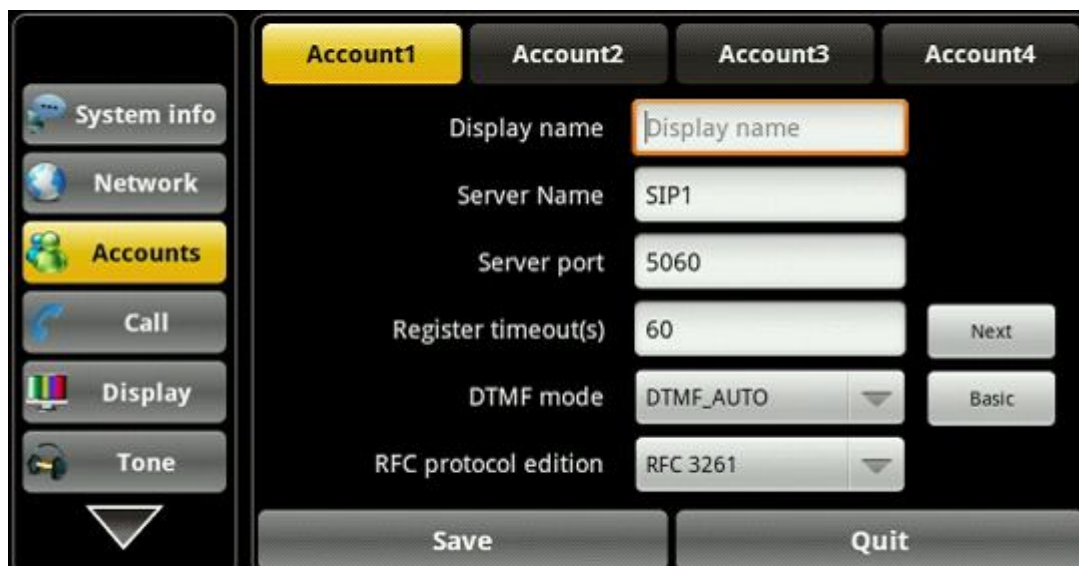 Account1 Account2 Account3 Account4
System info
Network
Accounts
Call
Display
Tone
Display name Display name
Server Name SIP1
Server port 5060
Register timeout(s) 60 Next
DTMF mode DTMF_AUTO Basic
RFC protocol edition RFC 3261
Save Quit